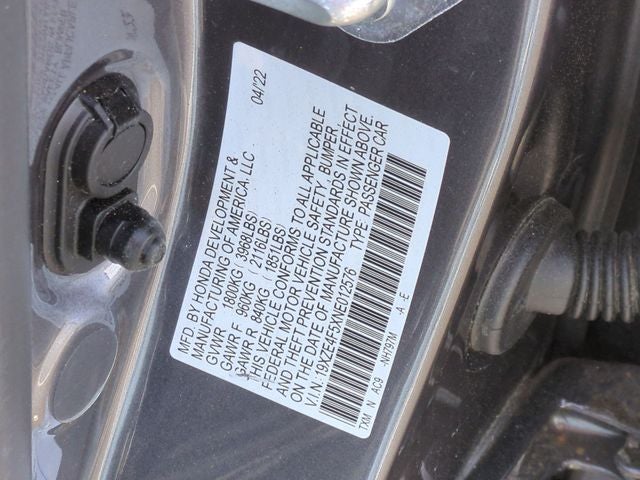 MFD. BY HONDA DEVELOPMENT & 04/22
MANUFACTURING OF AMERICA, LLC
GVWR 1800KG (3968LBS)
GAWR F 960KG (2116LBS)
GAWR R 840KG (1851LBS)
THIS VEHICLE CONFORMS TO ALL APPLICABLE
FEDERAL MOTOR VEHICLE SAFETY, BUMPER,
AND THEFT PREVENTION STANDARDS IN EFFECT
ON THE DATE OF MANUFACTURE SHOWN ABOVE.
V.I.N. 19XZE4F5XNE012576 TYPE: PASSENGER CAR
TXM N AC9 -NH797M -A -E